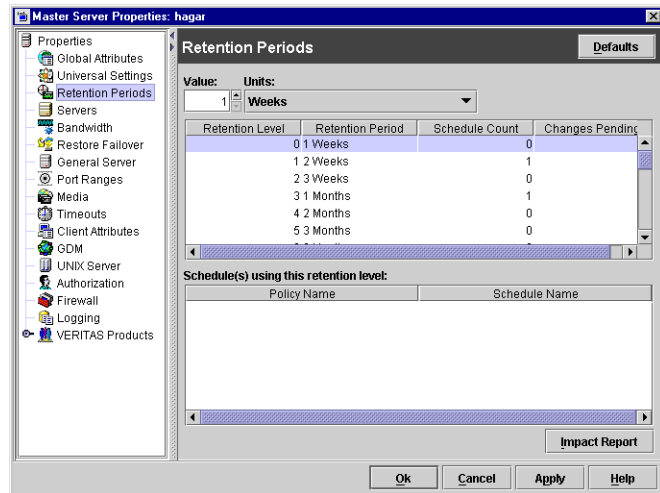 Master Server Properties: hagar
Properties
Global Attributes
Universal Settings
Retention Periods
Servers
Bandwidth
Restore Failover
General Server
Port Ranges
Media
Timeouts
Client Attributes
GDM
UNIX Server
Authorization
Firewall
Logging
VERITAS Products
Retention Periods
Defaults
Value: Units:
1 Weeks
Retention Level Retention Period Schedule Count Changes Pending
0 1 Weeks 0
1 2 Weeks 1
2 3 Weeks 0
3 1 Months 1
4 2 Months 0
5 3 Months 0
Schedule(s) using this retention level:
Policy Name Schedule Name
Impact Report
Ok Cancel Apply Help